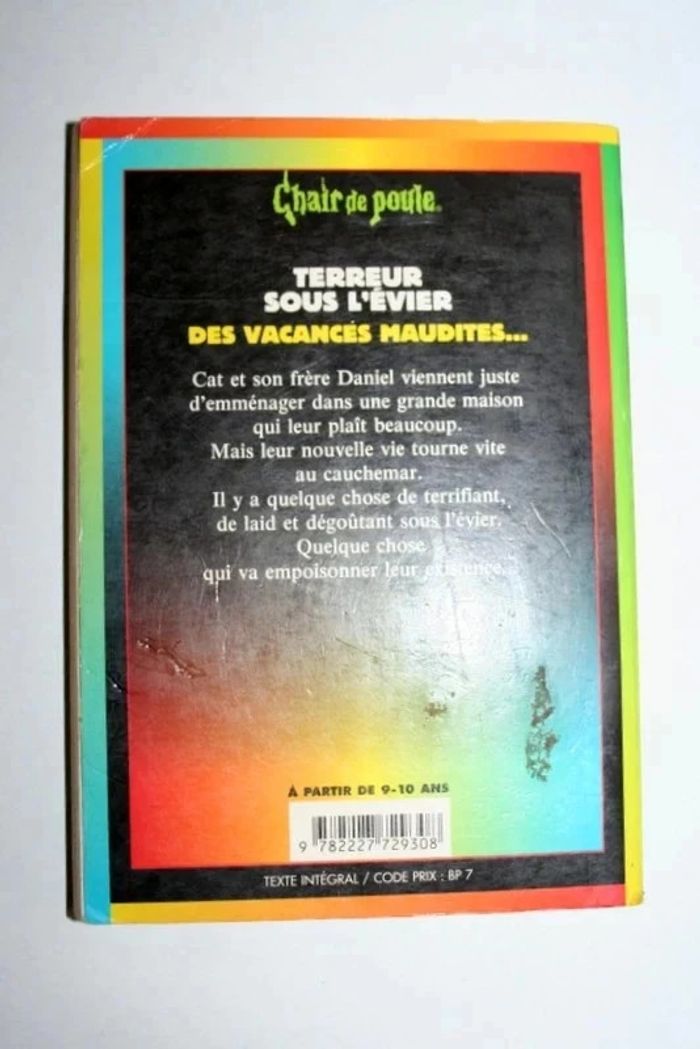 Chair de poule®
TERREUR
SOUS L'ÉVIER
DES VACANCES MAUDITES...
Cat et son frère Daniel viennent juste
d'emménager dans une grande maison
qui leur plaît beaucoup.
Mais leur nouvelle vie tourne vite
au cauchemar.
Il y a quelque chose de terrifiant,
de laid et dégoûtant sous l'évier.
Quelque chose
qui va empoisonner leur existence.
À PARTIR DE 9-10 ANS
9 782227 729308
TEXTE INTÉGRAL / CODE PRIX : BP 7